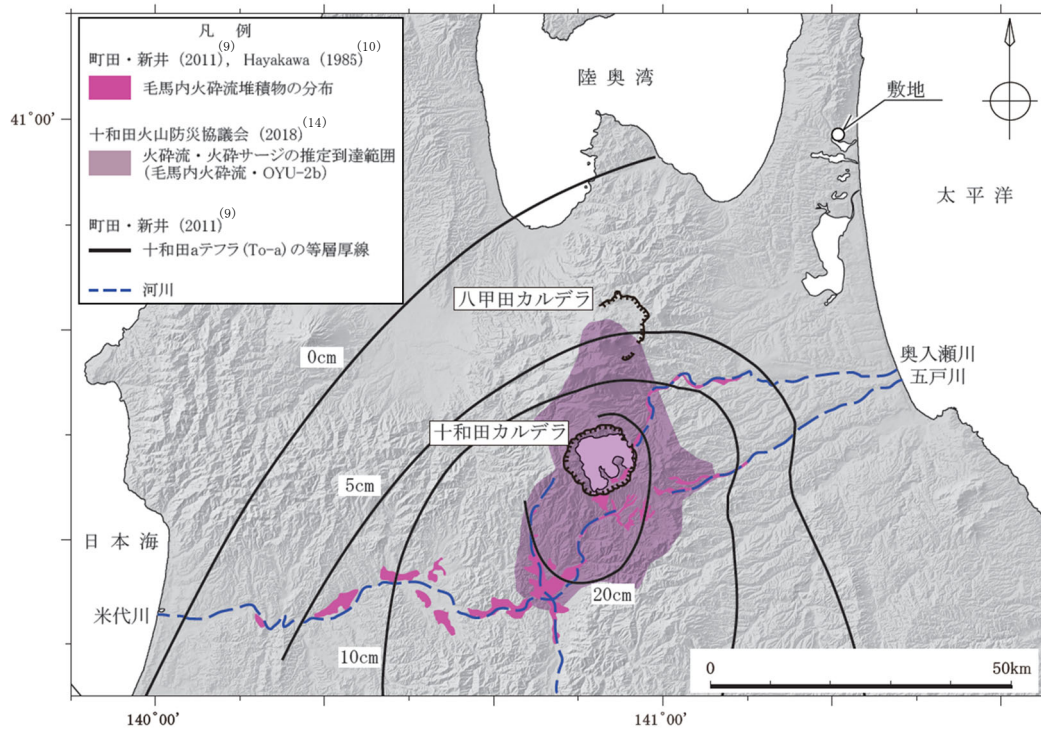 凡 例
町田・新井 (2011)(9), Hayakawa (1985)(10)
毛馬内火砕流堆積物の分布
十和田火山防災協議会 (2018)(14)
火砕流・火砕サージの推定到達範囲
(毛馬内火砕流・OYU-2b)
町田・新井 (2011)(9)
十和田aテフラ(To-a)の等層厚線
河川
陸奥湾
敷地
41°00'
太平洋
八甲田カルデラ
0cm
奥入瀬川
五戸川
十和田カルデラ
5cm
日本海
20cm
米代川
10cm
0
50km
140°00'
141°00'